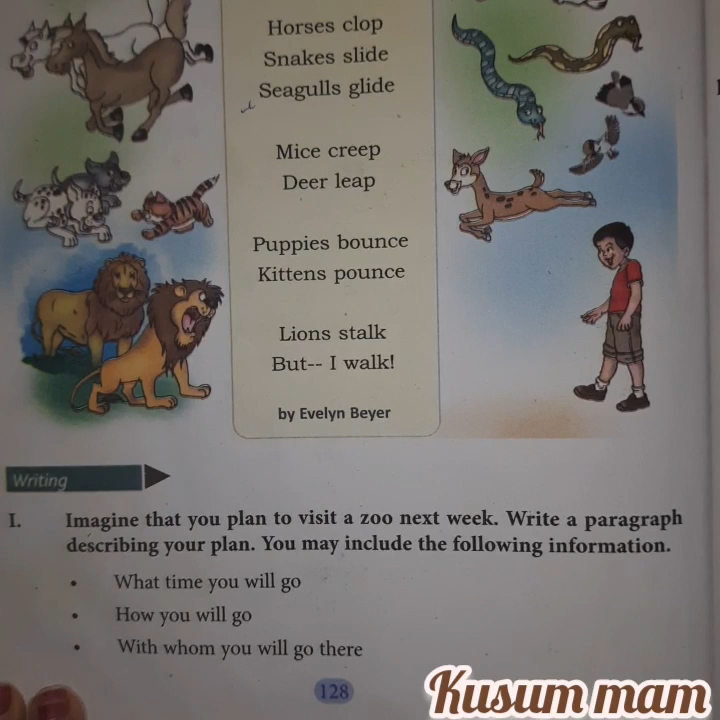 Horses clop
Snakes slide
Seagulls glide
Mice creep
Deer leap
Puppies bounce
Kittens pounce
Lions stalk
But-- I walk!
by Evelyn Beyer
Writing
I. Imagine that you plan to visit a zoo next week. Write a paragraph
describing your plan. You may include the following information.
• What time you will go
• How you will go
• With whom you will go there
128
Kusum mam